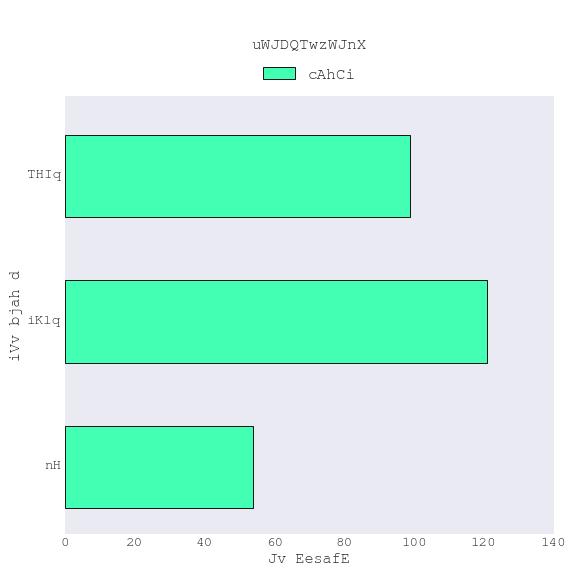 uWJDQTwzWJnX
cAhCi
THIq
iKlq
nH
iVv bjah d
0 20 40 60 80 100 120 140
Jv EesafE